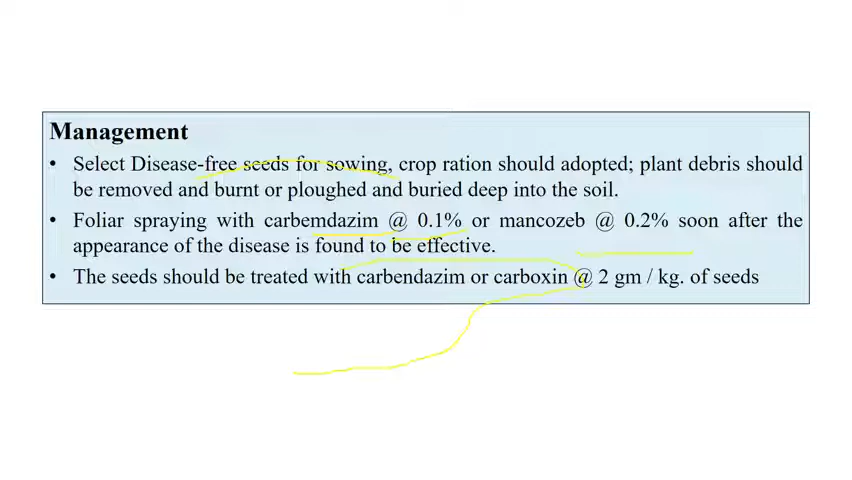 Management
• Select Disease-free seeds for sowing, crop ration should adopted; plant debris should
be removed and burnt or ploughed and buried deep into the soil.
• Foliar spraying with carbemdazim @ 0.1% or mancozeb @ 0.2% soon after the
appearance of the disease is found to be effective.
• The seeds should be treated with carbendazim or carboxin @ 2 gm / kg. of seeds